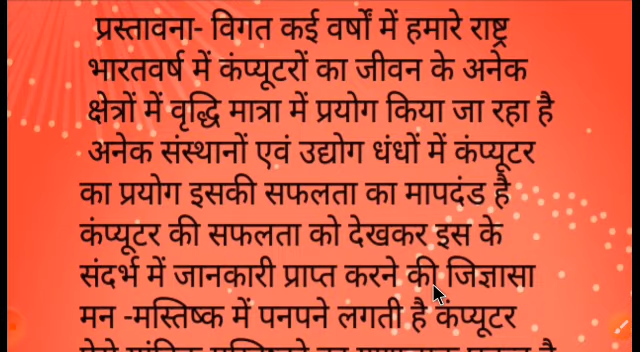 प्रस्तावना- विगत कई वर्षों में हमारे राष्ट्र
भारतवर्ष में कंप्यूटरों का जीवन के अनेक
क्षेत्रों में वृद्धि मात्रा में प्रयोग किया जा रहा है
अनेक संस्थानों एवं उद्योग धंधों में कंप्यूटर
का प्रयोग इसकी सफलता का मापदंड है
कंप्यूटर की सफलता को देखकर इस के
संदर्भ में जानकारी प्राप्त करने की जिज्ञासा
मन -मस्तिष्क में पनपने लगती है कंप्यूटर